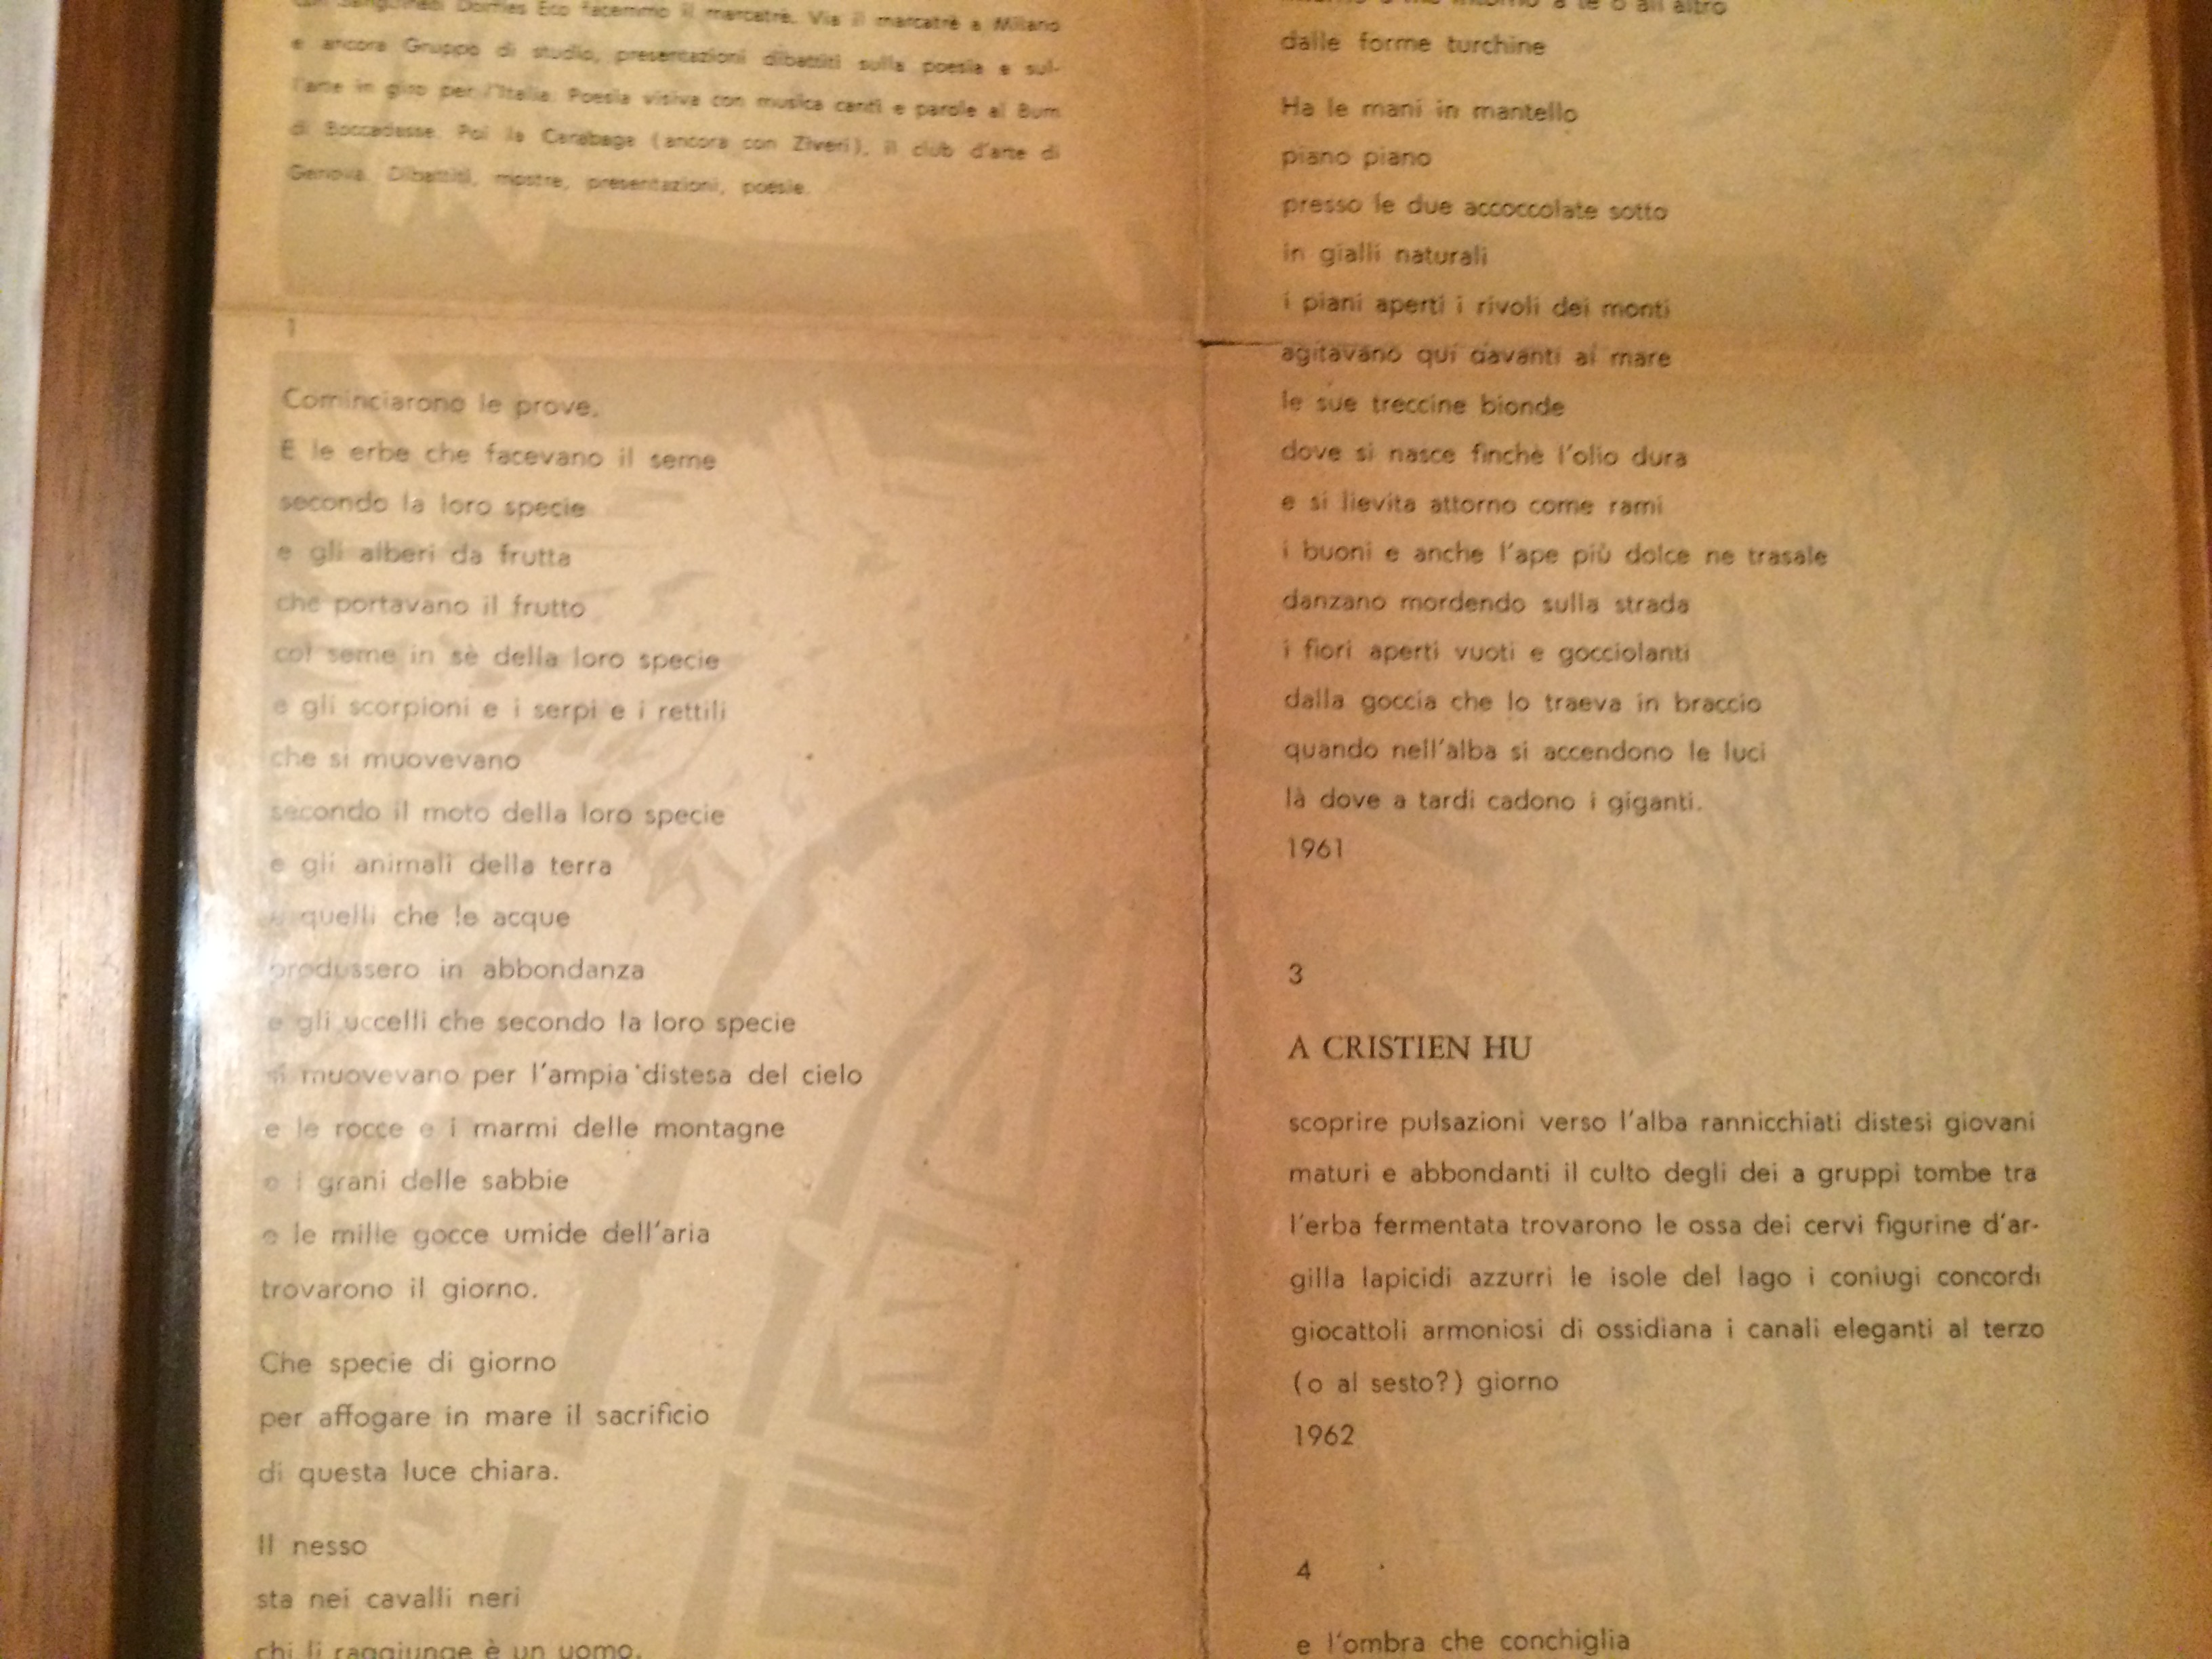 con Sanguineti Dorfles Eco facemmo il marcatrè. Via il marcatrè a Milano
e ancora Gruppo di studio, presentazioni dibattiti sulla poesia e sul-
l'arte in giro per l'Italia. Poesia visiva con musica canti e parole al Bum
di Boccadasse. Poi la Carabaga (ancora con Ziveri), il club d'arte di
Genova. Dibattiti, mostre, presentazioni, poesie.
1
Cominciarono le prove.
E le erbe che facevano il seme
secondo la loro specie
e gli alberi da frutta
che portavano il frutto
col seme in sè della loro specie
e gli scorpioni e i serpi e i rettili
che si muovevano
secondo il moto della loro specie
e gli animali della terra
e quelli che le acque
produssero in abbondanza
e gli uccelli che secondo la loro specie
si muovevano per l'ampia distesa del cielo
e le rocce e i marmi delle montagne
e i grani delle sabbie
e le mille gocce umide dell'aria
trovarono il giorno.
Che specie di giorno
per affogare in mare il sacrificio
di questa luce chiara.
Il nesso
sta nei cavalli neri
chi li raggiunge è un uomo.
intorno a me intorno a te o all'altro
dalle forme turchine
Ha le mani in mantello
piano piano
presso le due accoccolate sotto
in gialli naturali
i piani aperti i rivoli dei monti
agitavano qui davanti al mare
le sue treccine bionde
dove si nasce finchè l'olio dura
e si lievita attorno come rami
i buoni e anche l'ape più dolce ne trasale
danzano mordendo sulla strada
i fiori aperti vuoti e gocciolanti
dalla goccia che lo traeva in braccio
quando nell'alba si accendono le luci
là dove a tardi cadono i giganti.
1961
3
A CRISTIEN HU
scoprire pulsazioni verso l'alba rannicchiati distesi giovani
maturi e abbondanti il culto degli dei a gruppi tombe tra
l'erba fermentata trovarono le ossa dei cervi figurine d'ar-
gilla lapicidi azzurri le isole del lago i coniugi concordi
giocattoli armoniosi di ossidiana i canali eleganti al terzo
(o al sesto?) giorno
1962
4
e l'ombra che conchiglia